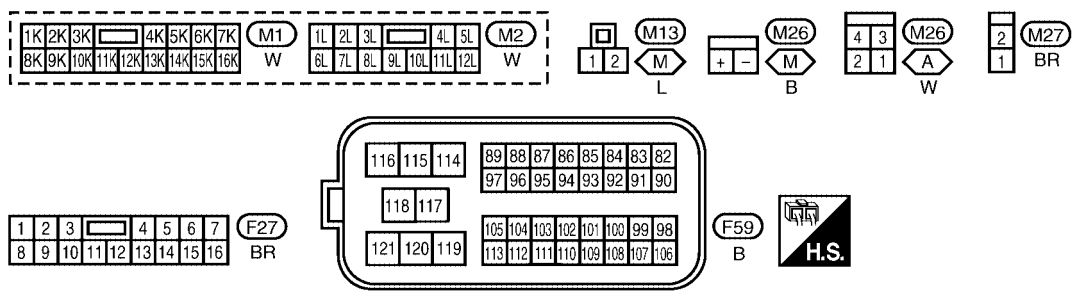 1K 2K 3K 4K 5K 6K 7K M1
8K 9K 10K 11K 12K 13K 14K 15K 16K W
1L 2L 3L 4L 5L M2
6L 7L 8L 9L 10L 11L 12L W
1 2 M13
M
L
+ - M26
M
B
4 3 M26
2 1 A
W
2 M27
1 BR
1 2 3 4 5 6 7 F27
8 9 10 11 12 13 14 15 16 BR
116 115 114
118 117
121 120 119
89 88 87 86 85 84 83 82
97 96 95 94 93 92 91 90
105 104 103 102 101 100 99 98
113 112 111 110 109 108 107 106
F59
B
H.S.